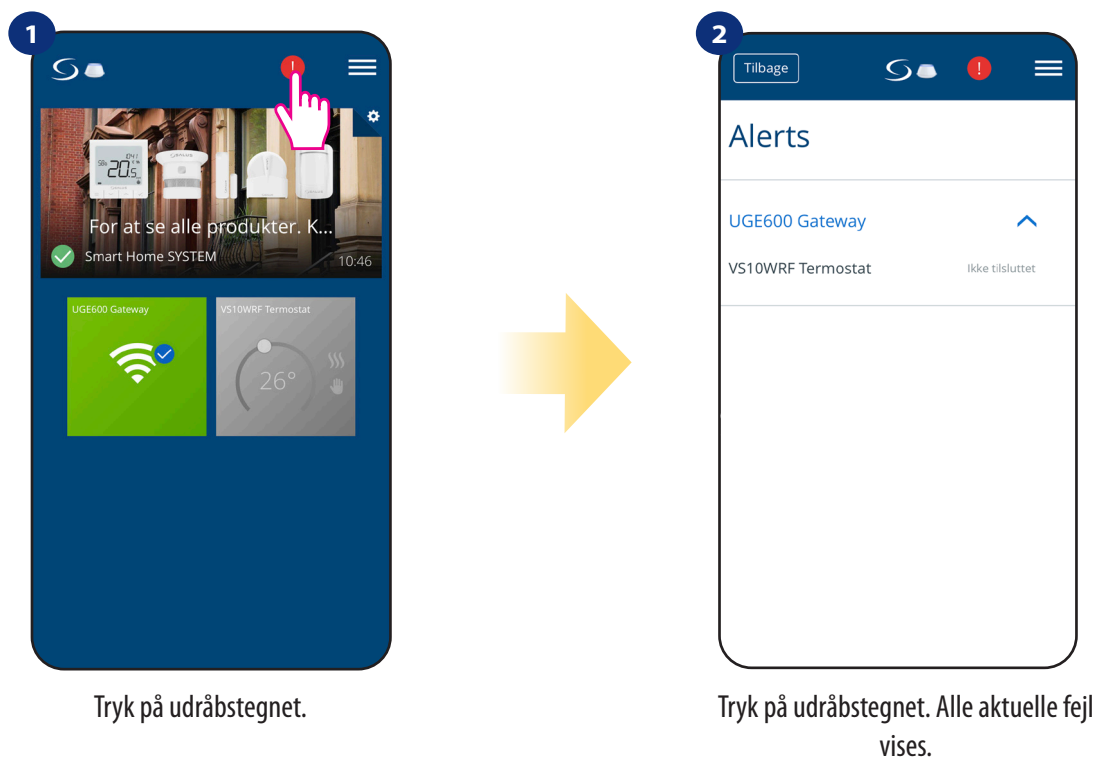 1
For at se alle produkter. K...
Smart Home SYSTEM
10:46
UGE600 Gateway
VS10WRF Termostat
26°
Tryk på udråbstegnet.
2
Tilbage
Alerts
UGE600 Gateway
VS10WRF Termostat
Ikke tilsluttet
Tryk på udråbstegnet. Alle aktuelle fejl
vises.